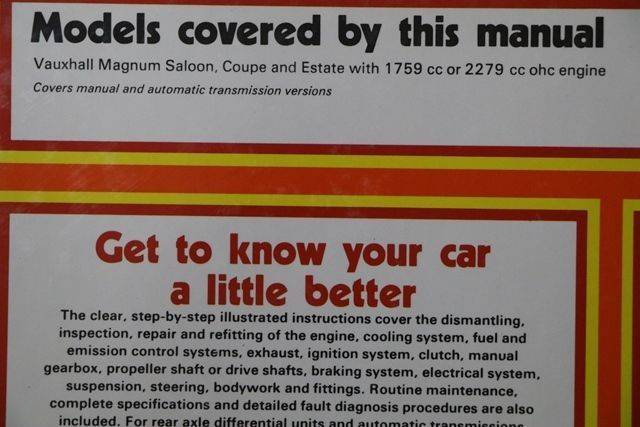 Models covered by this manual
Vauxhall Magnum Saloon, Coupe and Estate with 1759 cc or 2279 cc ohc engine
Covers manual and automatic transmission versions
Get to know your car
a little better
The clear, step-by-step illustrated instructions cover the dismantling,
inspection, repair and refitting of the engine, cooling system, fuel and
emission control systems, exhaust, ignition system, clutch, manual
gearbox, propeller shaft or drive shafts, braking system, electrical system,
suspension, steering, bodywork and fittings. Routine maintenance,
complete specifications and detailed fault diagnosis procedures are also
included. For rear axle differential units and automatic transmissions